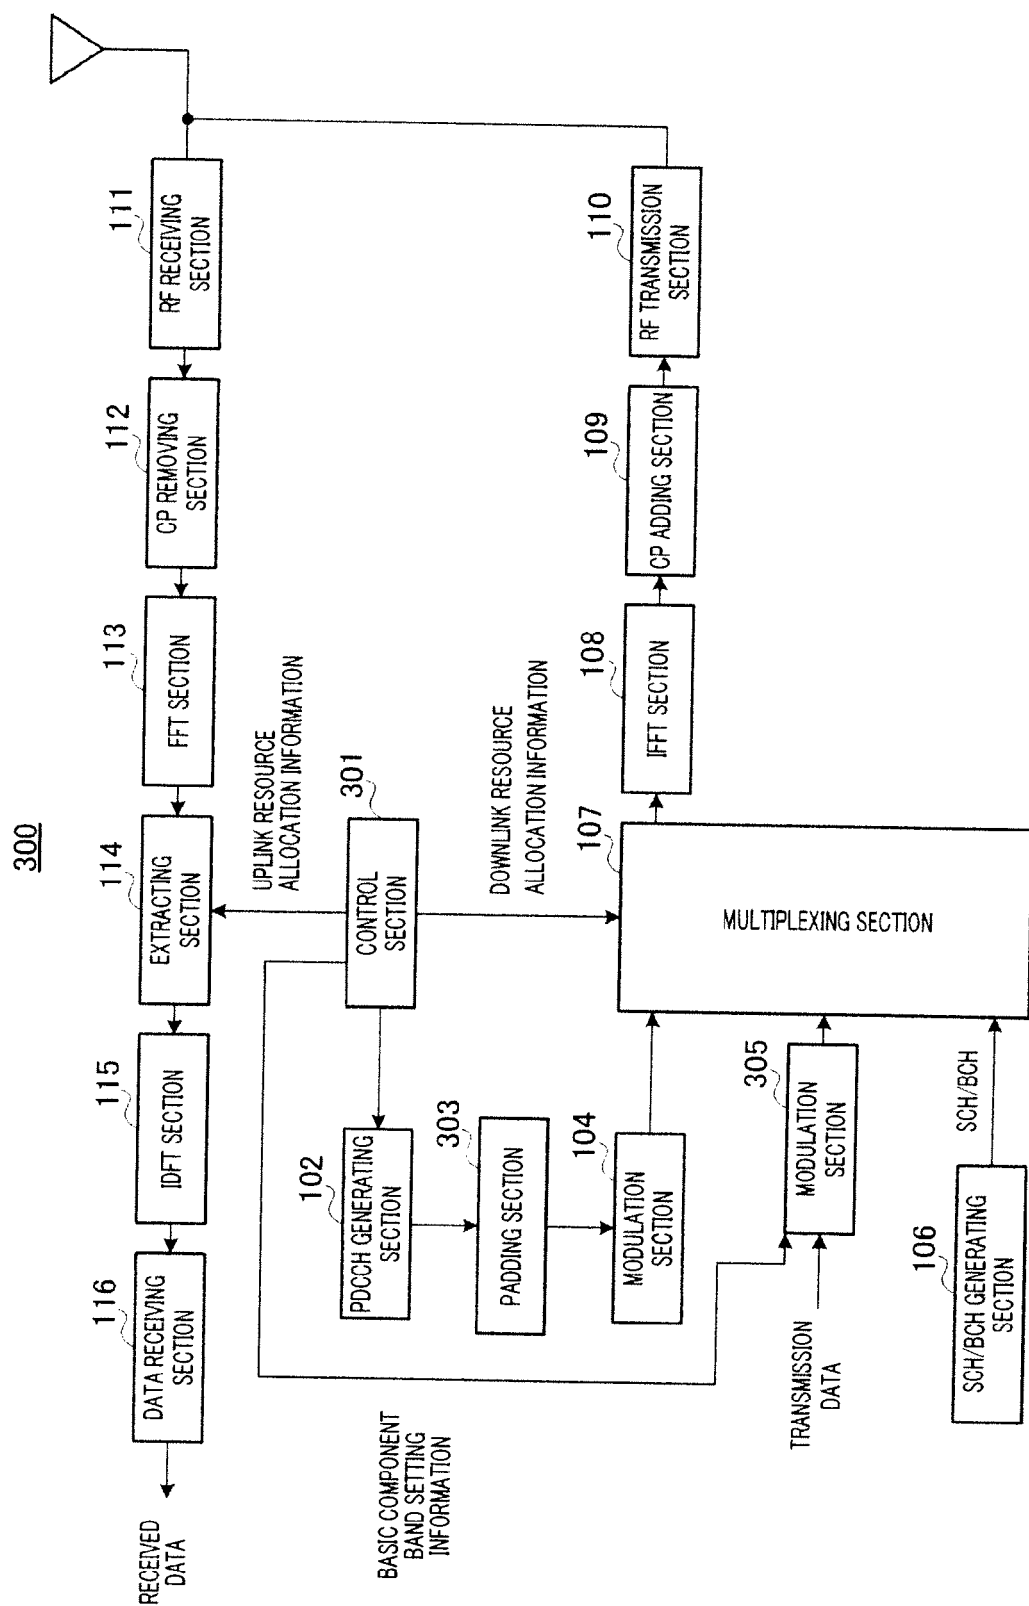 300
RECEIVED
DATA
116
DATA RECEIVING
SECTION
115
IDFT SECTION
114
EXTRACTING
SECTION
113
FFT SECTION
112
CP REMOVING
SECTION
111
RF RECEIVING
SECTION
UPLINK RESOURCE
ALLOCATION INFORMATION
BASIC COMPONENT
BAND SETTING
INFORMATION
301
CONTROL
SECTION
102
PDCCH GENERATING
SECTION
303
PADDING SECTION
104
MODULATION
SECTION
DOWNLINK RESOURCE
ALLOCATION INFORMATION
107
MULTIPLEXING SECTION
108
IFFT SECTION
109
CP ADDING SECTION
110
RF TRANSMISSION
SECTION
TRANSMISSION
DATA
305
MODULATION
SECTION
106
SCH/BCH GENERATING
SECTION
SCH/BCH